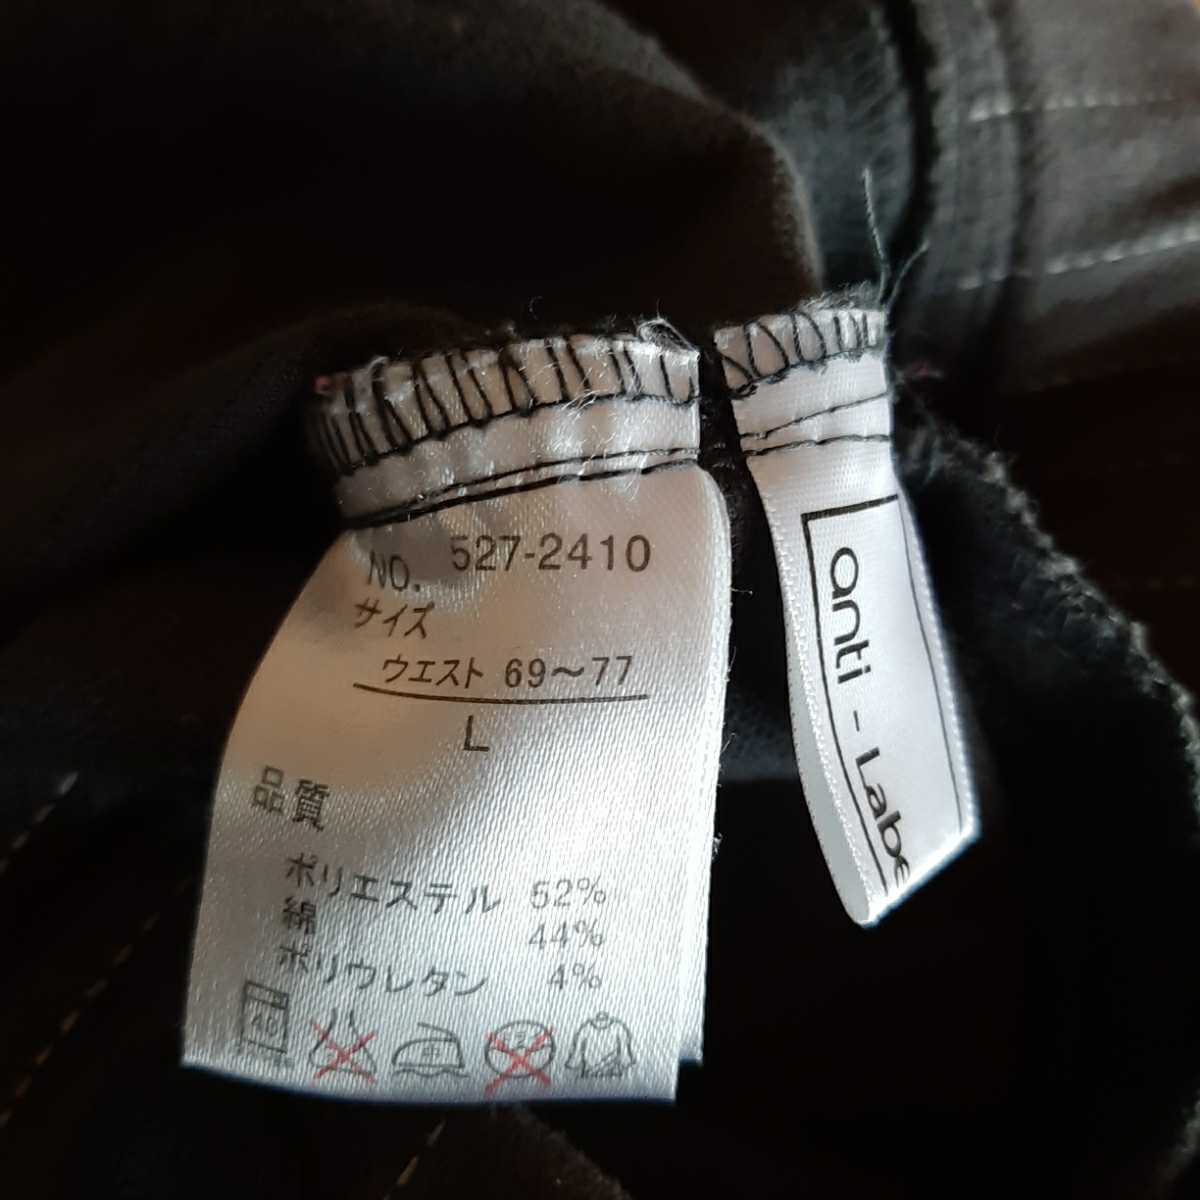 NO. 527-2410
サイズ
ウエスト 69～77
L
品質
ポリエステル 52%
綿 44%
ポリウレタン 4%
40
anti-Labe